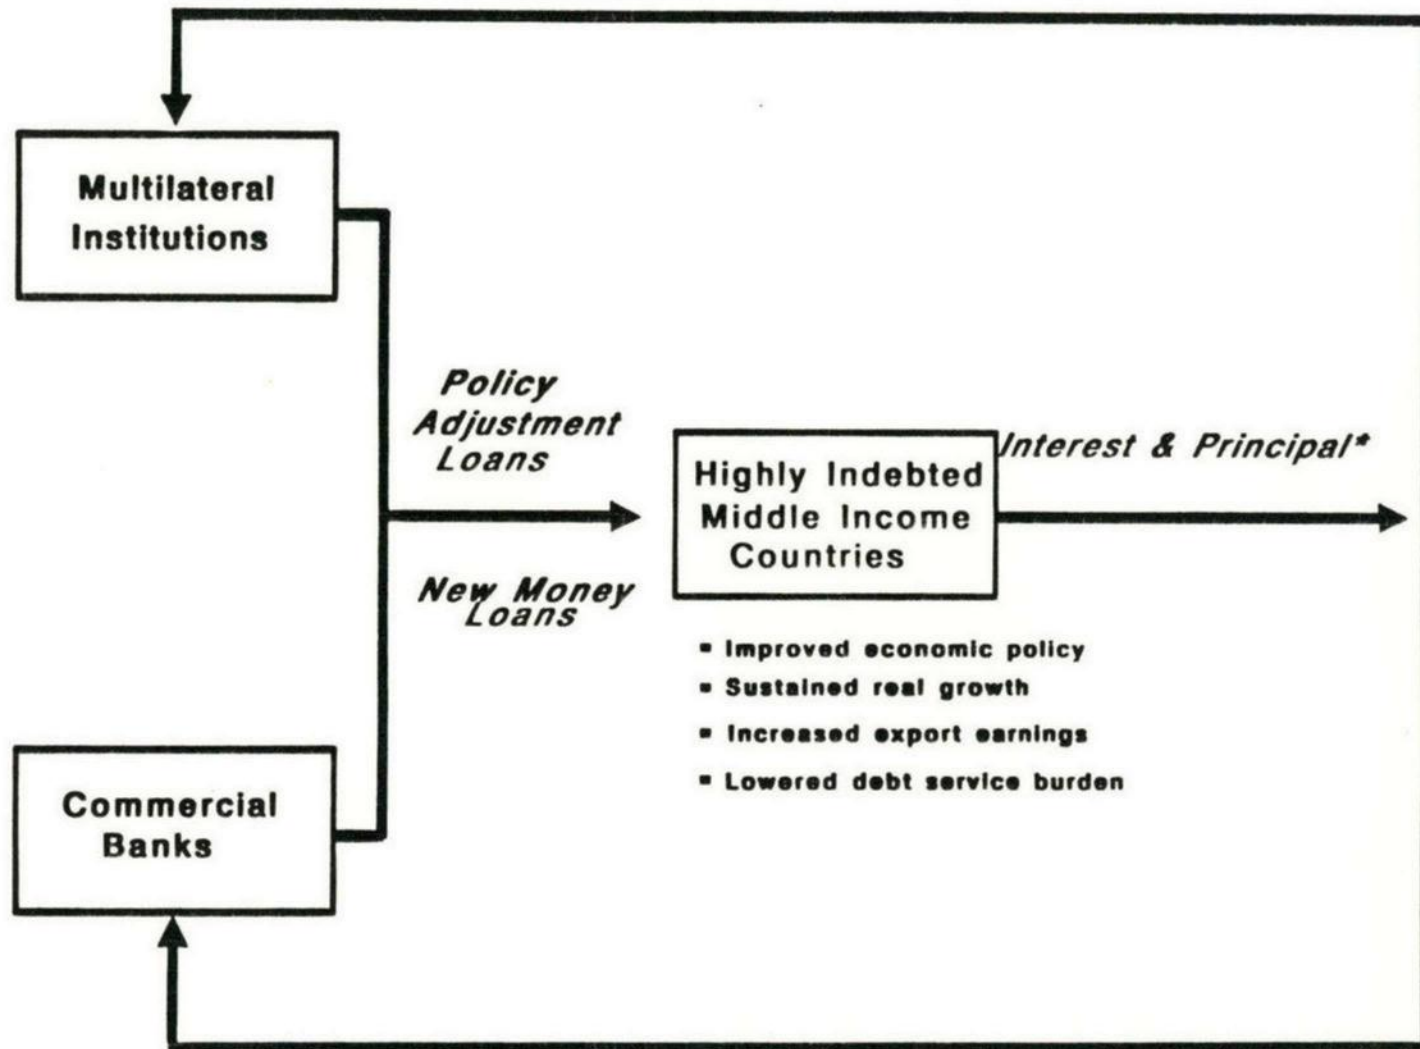 Multilateral
Institutions
Policy
Adjustment
Loans
Highly Indebted
Middle Income
Countries
Interest & Principal*
New Money
Loans
▪ Improved economic policy
▪ Sustained real growth
▪ Increased export earnings
▪ Lowered debt service burden
Commercial
Banks